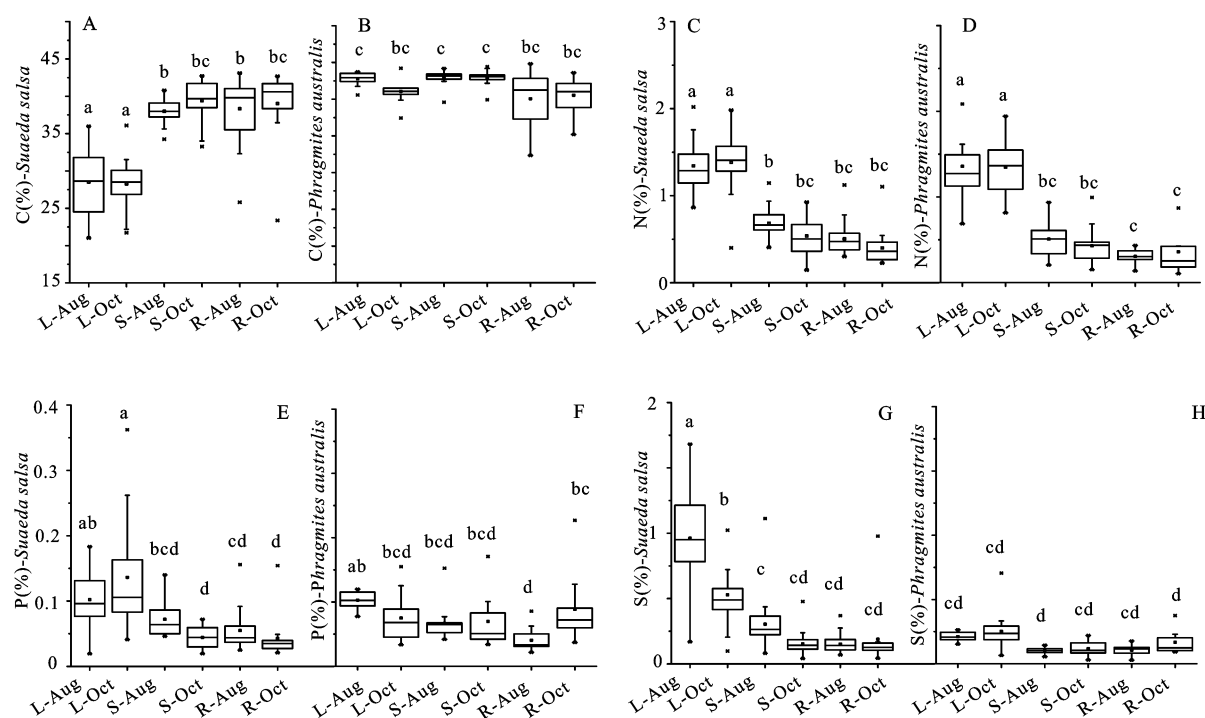 A
B
C(%)-Suaeda salsa
45
35
25
15
a
a
b
bc
b
bc
L-Aug
L-Oct
S-Aug
S-Oct
R-Aug
R-Oct
C(%)-Phragmites australis
c
bc
c
c
bc
bc
L-Aug
L-Oct
S-Aug
S-Oct
R-Aug
R-Oct
C
D
N(%)-Suaeda salsa
3
2
1
0
a
a
b
bc
bc
bc
L-Aug
L-Oct
S-Aug
S-Oct
R-Aug
R-Oct
N(%)-Phragmites australis
a
a
bc
bc
c
c
L-Aug
L-Oct
S-Aug
S-Oct
R-Aug
R-Oct
E
F
P(%)-Suaeda salsa
0.4
0.3
0.2
0.1
0
ab
a
bcd
d
cd
d
L-Aug
L-Oct
S-Aug
S-Oct
R-Aug
R-Oct
P(%)-Phragmites australis
ab
bcd
bcd
bcd
d
bc
L-Aug
L-Oct
S-Aug
S-Oct
R-Aug
R-Oct
G
H
S(%)-Suaeda salsa
2
1
0
a
b
c
cd
cd
cd
L-Aug
L-Oct
S-Aug
S-Oct
R-Aug
R-Oct
S(%)-Phragmites australis
cd
cd
d
cd
cd
d
L-Aug
L-Oct
S-Aug
S-Oct
R-Aug
R-Oct